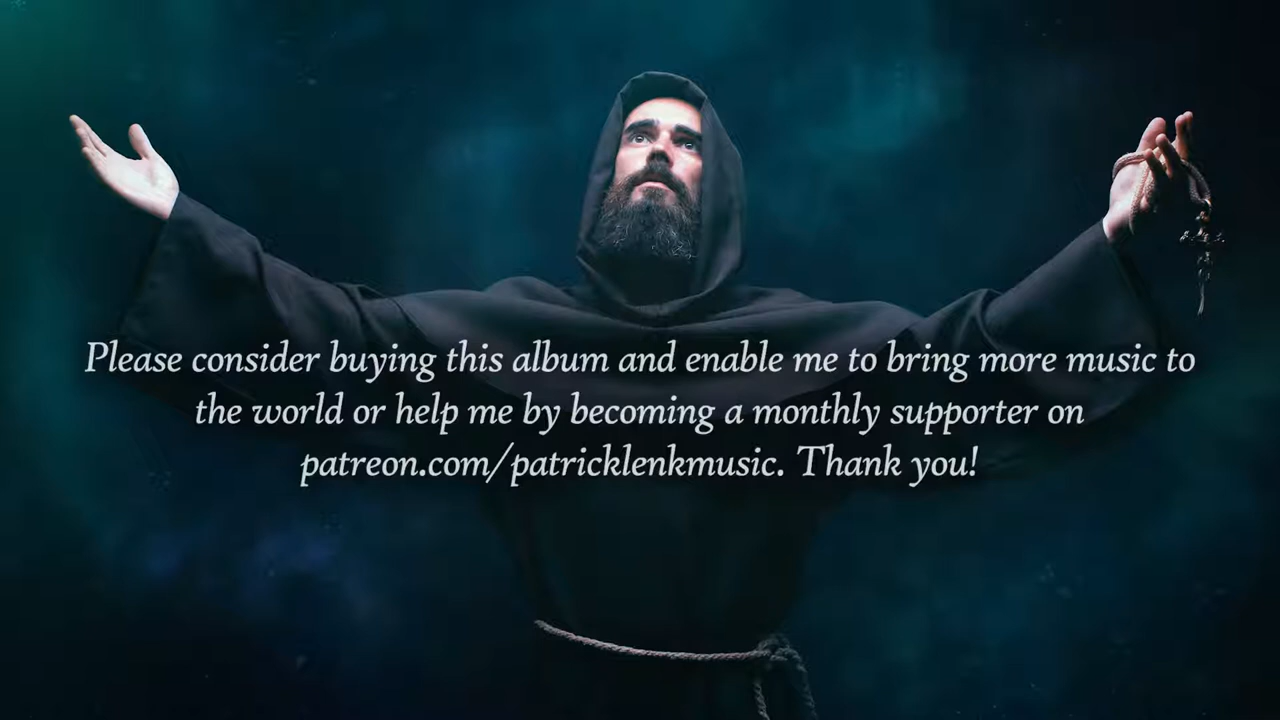 Please consider buying this album and enable me to bring more music to
the world or help me by becoming a monthly supporter on
patreon.com/patricklenkmusic. Thank you!